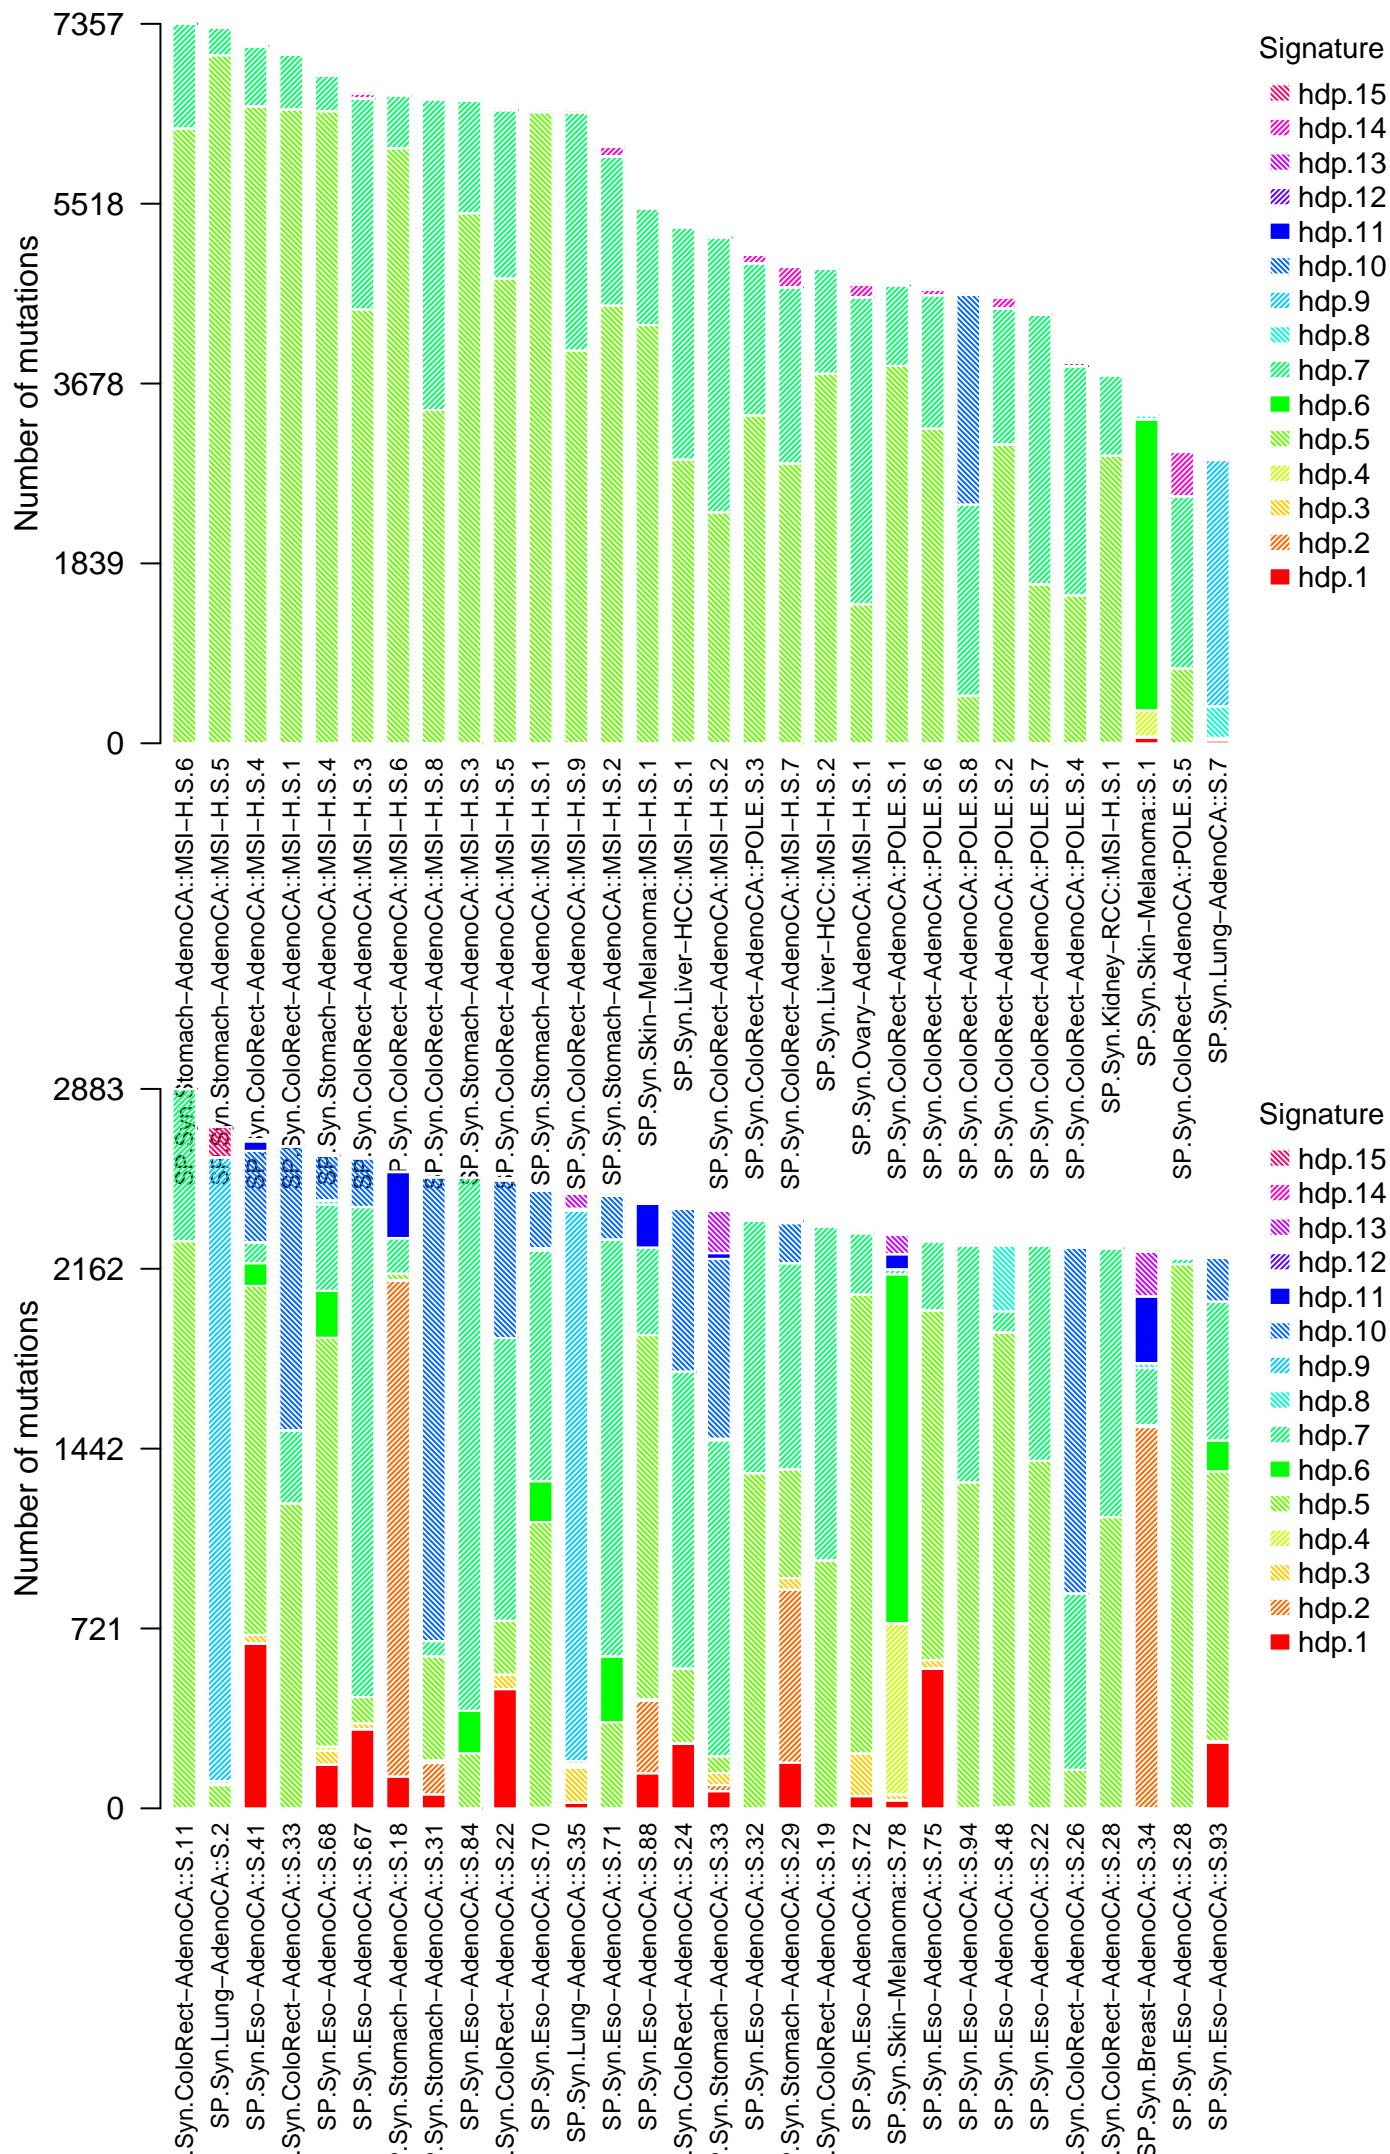 Number of mutations
7357
5518
3678
1839
0
Signature
hdp.15
hdp.14
hdp.13
hdp.12
hdp.11
hdp.10
hdp.9
hdp.8
hdp.7
hdp.6
hdp.5
hdp.4
hdp.3
hdp.2
hdp.1
SP.Syn.Stomach−AdenoCA::MSI−H.S.6
SP.Syn.Stomach−AdenoCA::MSI−H.S.5
SP.Syn.ColoRect−AdenoCA::MSI−H.S.4
SP.Syn.ColoRect−AdenoCA::MSI−H.S.1
SP.Syn.Stomach−AdenoCA::MSI−H.S.4
SP.Syn.ColoRect−AdenoCA::MSI−H.S.3
SP.Syn.ColoRect−AdenoCA::MSI−H.S.6
SP.Syn.ColoRect−AdenoCA::MSI−H.S.8
SP.Syn.Stomach−AdenoCA::MSI−H.S.3
SP.Syn.ColoRect−AdenoCA::MSI−H.S.5
SP.Syn.Stomach−AdenoCA::MSI−H.S.1
SP.Syn.ColoRect−AdenoCA::MSI−H.S.9
SP.Syn.Stomach−AdenoCA::MSI−H.S.2
SP.Syn.Skin−Melanoma::MSI−H.S.1
SP.Syn.Liver−HCC::MSI−H.S.1
SP.Syn.ColoRect−AdenoCA::MSI−H.S.2
SP.Syn.ColoRect−AdenoCA::POLE.S.3
SP.Syn.ColoRect−AdenoCA::MSI−H.S.7
SP.Syn.Liver−HCC::MSI−H.S.2
SP.Syn.Ovary−AdenoCA::MSI−H.S.1
SP.Syn.ColoRect−AdenoCA::POLE.S.1
SP.Syn.ColoRect−AdenoCA::POLE.S.6
SP.Syn.ColoRect−AdenoCA::POLE.S.8
SP.Syn.ColoRect−AdenoCA::POLE.S.2
SP.Syn.ColoRect−AdenoCA::POLE.S.7
SP.Syn.ColoRect−AdenoCA::POLE.S.4
SP.Syn.Kidney−RCC::MSI−H.S.1
SP.Syn.Skin−Melanoma::S.1
SP.Syn.ColoRect−AdenoCA::POLE.S.5
SP.Syn.Lung−AdenoCA::S.7
Number of mutations
2883
2162
1442
721
0
Signature
hdp.15
hdp.14
hdp.13
hdp.12
hdp.11
hdp.10
hdp.9
hdp.8
hdp.7
hdp.6
hdp.5
hdp.4
hdp.3
hdp.2
hdp.1
.Syn.ColoRect−AdenoCA::S.11
SP.Syn.Lung−AdenoCA::S.2
SP.Syn.Eso−AdenoCA::S.41
.Syn.ColoRect−AdenoCA::S.33
SP.Syn.Eso−AdenoCA::S.68
SP.Syn.Eso−AdenoCA::S.67
P.Syn.Stomach−AdenoCA::S.18
P.Syn.Stomach−AdenoCA::S.31
SP.Syn.Eso−AdenoCA::S.84
.Syn.ColoRect−AdenoCA::S.22
SP.Syn.Eso−AdenoCA::S.70
SP.Syn.Lung−AdenoCA::S.35
SP.Syn.Eso−AdenoCA::S.71
SP.Syn.Eso−AdenoCA::S.88
.Syn.ColoRect−AdenoCA::S.24
P.Syn.Stomach−AdenoCA::S.33
SP.Syn.Eso−AdenoCA::S.32
P.Syn.Stomach−AdenoCA::S.29
.Syn.ColoRect−AdenoCA::S.19
SP.Syn.Eso−AdenoCA::S.72
SP.Syn.Skin−Melanoma::S.78
SP.Syn.Eso−AdenoCA::S.75
SP.Syn.Eso−AdenoCA::S.94
SP.Syn.Eso−AdenoCA::S.48
SP.Syn.Eso−AdenoCA::S.22
.Syn.ColoRect−AdenoCA::S.26
.Syn.ColoRect−AdenoCA::S.28
SP.Syn.Breast−AdenoCA::S.34
SP.Syn.Eso−AdenoCA::S.28
SP.Syn.Eso−AdenoCA::S.93